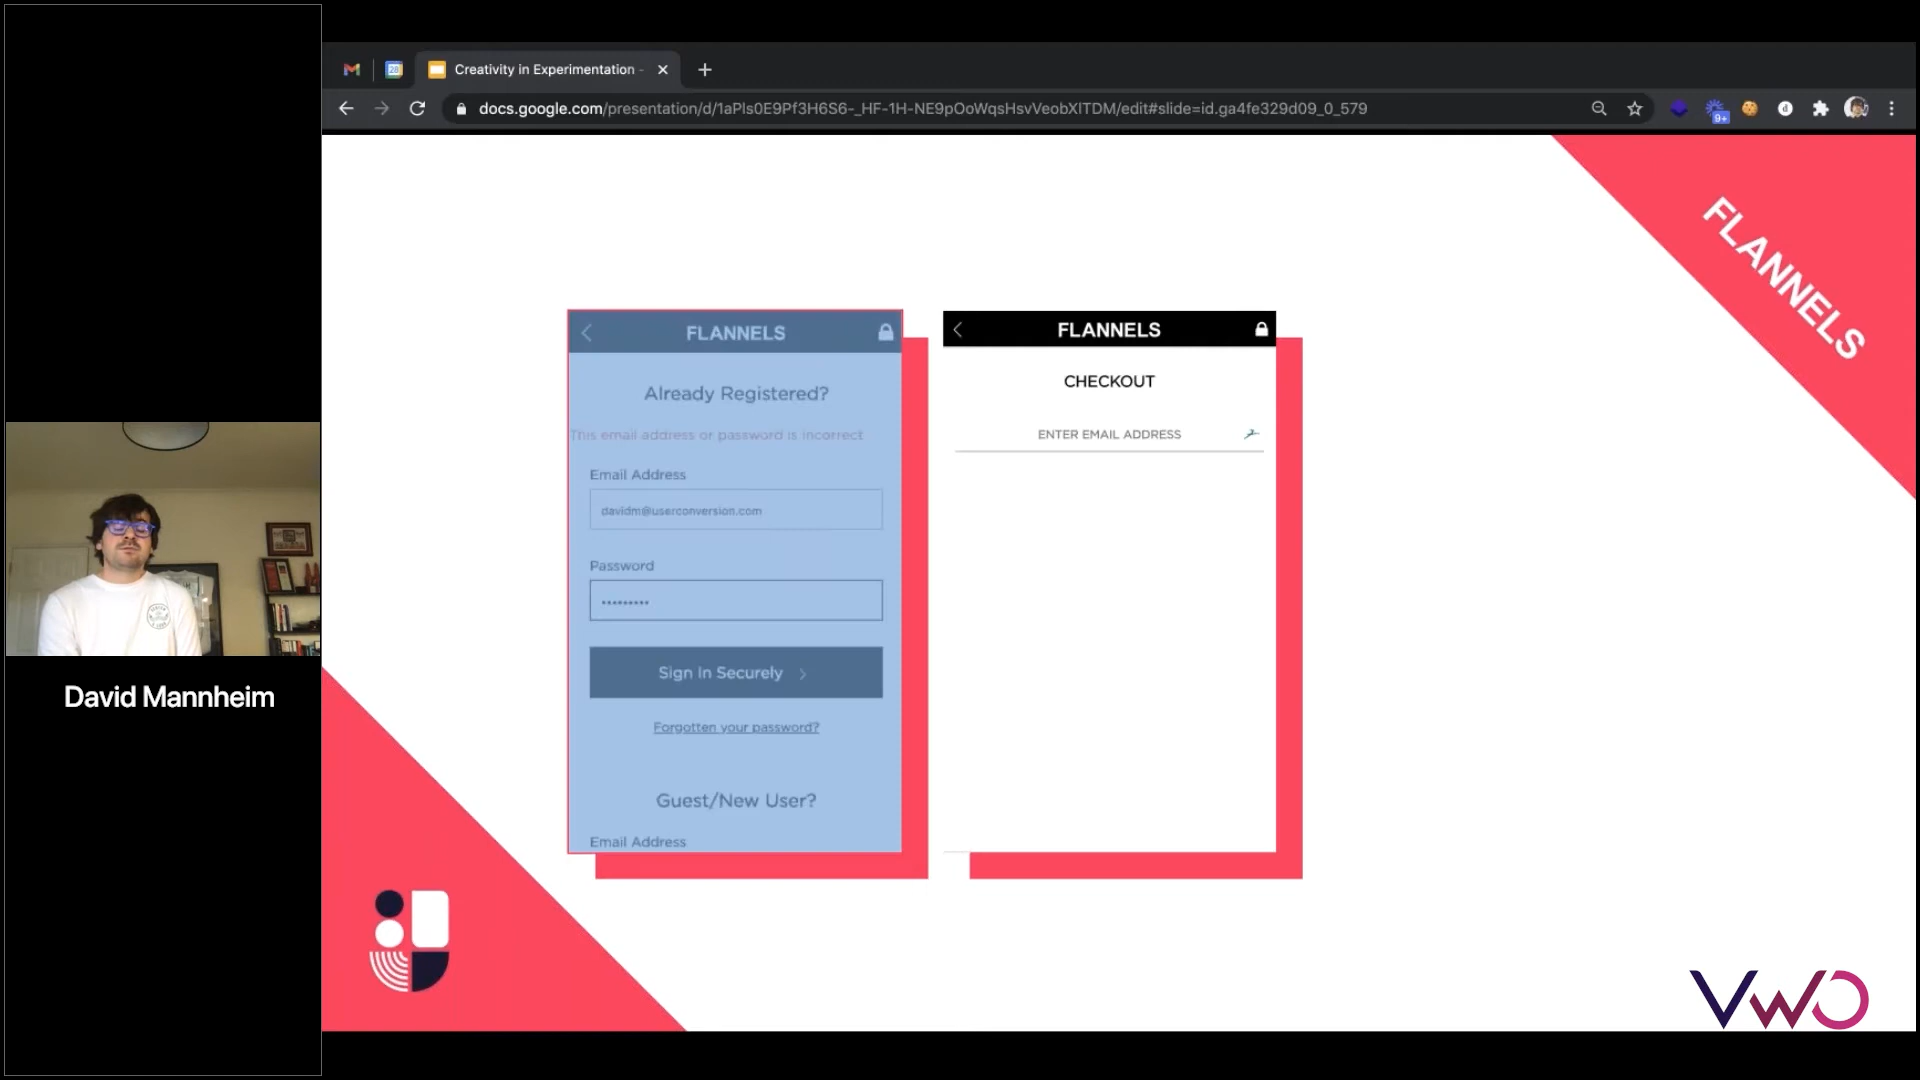 Creativity in Experimentation -
docs.google.com/presentation/d/1aPls0E9Pf3H6S6-_HF-1H-NE9pOoWqsHsvVeobXlTDM/edit#slide=id.ga4fe329d09_0_579
9+
FLANNELS
FLANNELS
Already Registered?
This email address or password is incorrect
Email Address
davidm@userconversion.com
Password
Sign In Securely
Forgotten your password?
Guest/New User?
Email Address
FLANNELS
CHECKOUT
ENTER EMAIL ADDRESS
David Mannheim
VWO